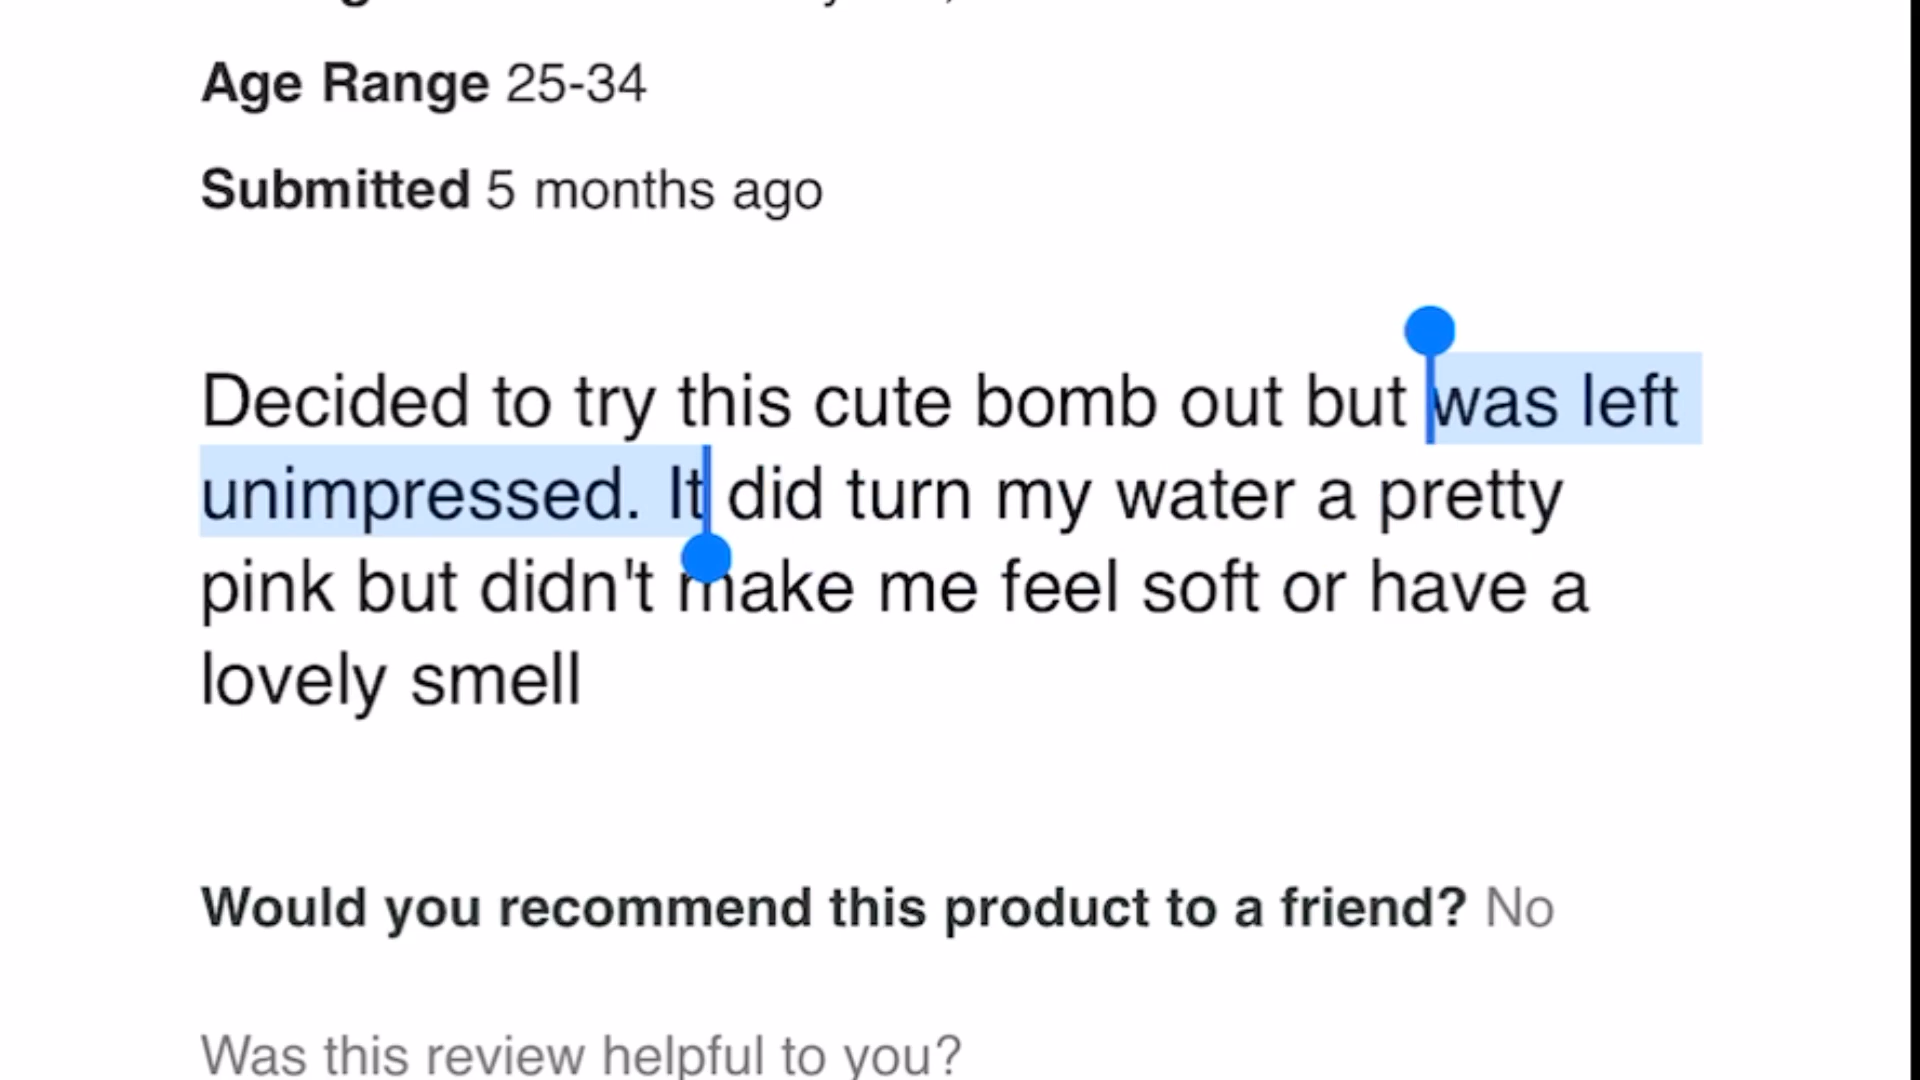 Age Range 25-34
Submitted 5 months ago
Decided to try this cute bomb out but was left
unimpressed. It did turn my water a pretty
pink but didn't make me feel soft or have a
lovely smell
Would you recommend this product to a friend? No
Was this review helpful to you?